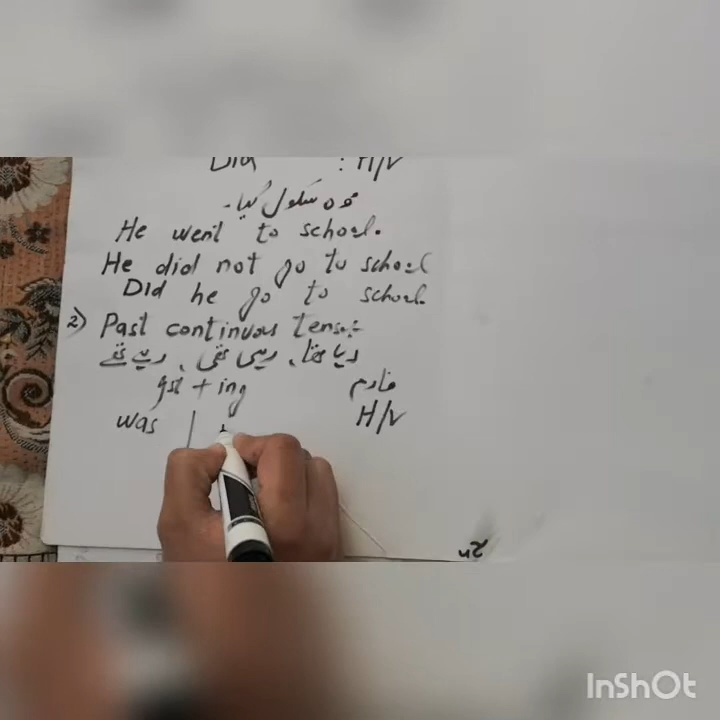 Did : H/V
وہ سکول گیا۔
He went to school.
He did not go to school
Did he go to school.
2) Past continuous tense:-
رہا تھا، رہی تھی، رہے تھے
1st + ing فارم
was | H/V
InShOt